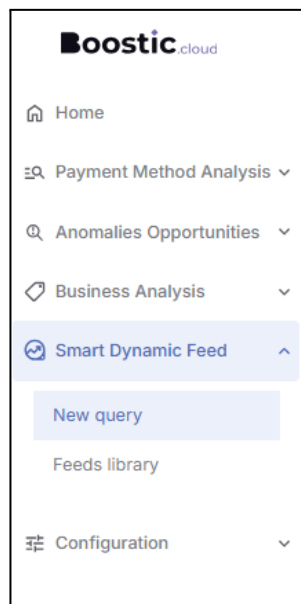 Boostic.cloud
Home
Payment Method Analysis
Anomalies Opportunities
Business Analysis
Smart Dynamic Feed
New query
Feeds library
Configuration